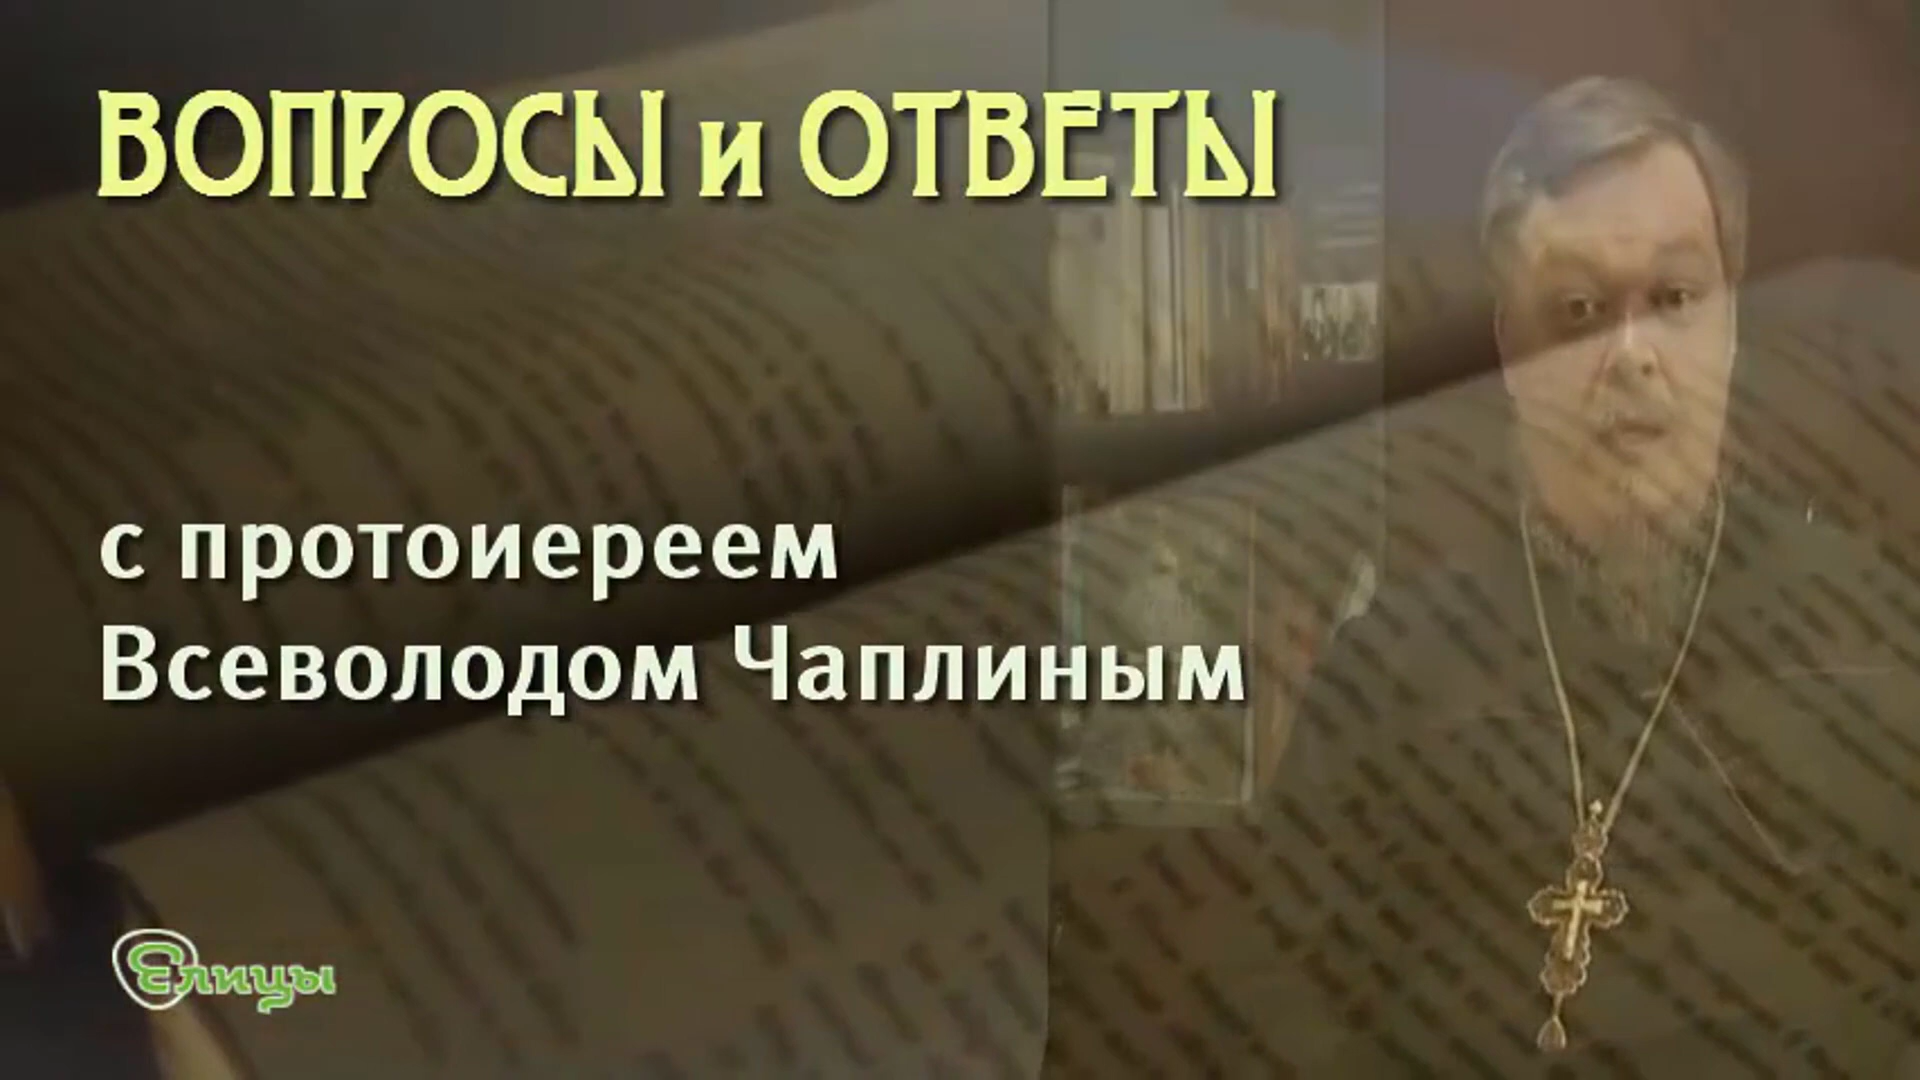 ВОПРОСЫ и ОТВЕТЫ
с протоиереем
Всеволодом Чаплиным
Елицы